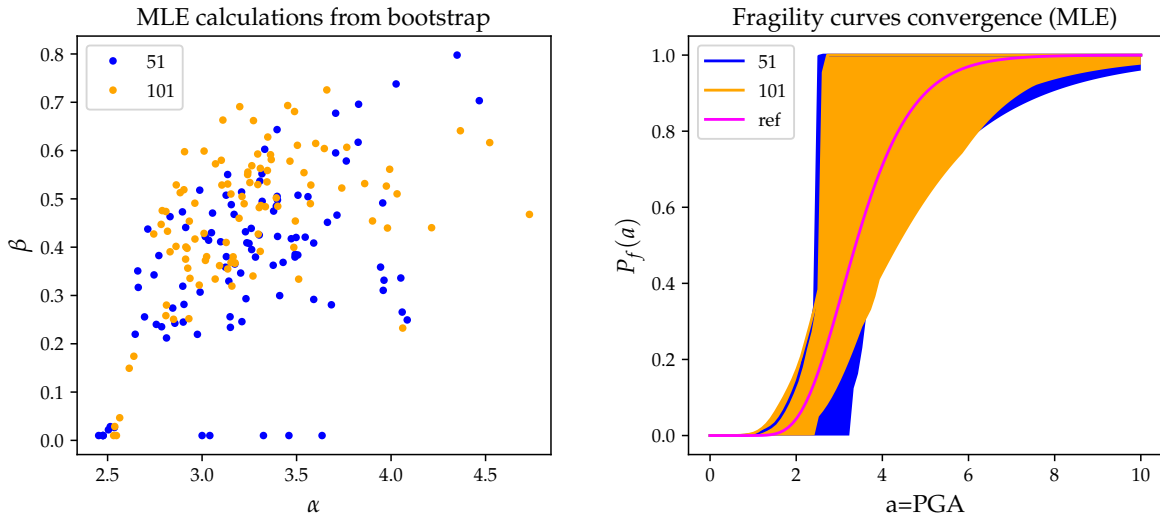 MLE calculations from bootstrap
0.8
0.7
0.6
0.5
0.4
0.3
0.2
0.1
0.0
β
51
101
2.5 3.0 3.5 4.0 4.5
α
Fragility curves convergence (MLE)
1.0
0.8
0.6
0.4
0.2
0.0
P_f(a)
51
101
ref
0 2 4 6 8 10
a=PGA